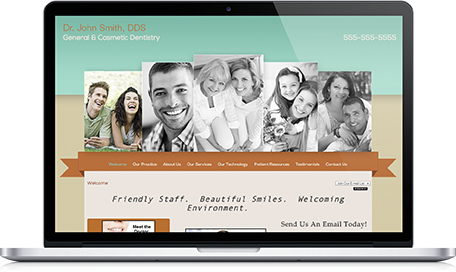 Dr. John Smith, DDS
General & Cosmetic Dentistry
555-555-5555
Welcome Our Practice About Us Our Services Our Technology Patient Resources Testimonials Contact Us
Welcome
Join Our Email List
Friendly Staff. Beautiful Smiles. Welcoming
Environment.
Meet the
Doctor
Send Us An Email Today!